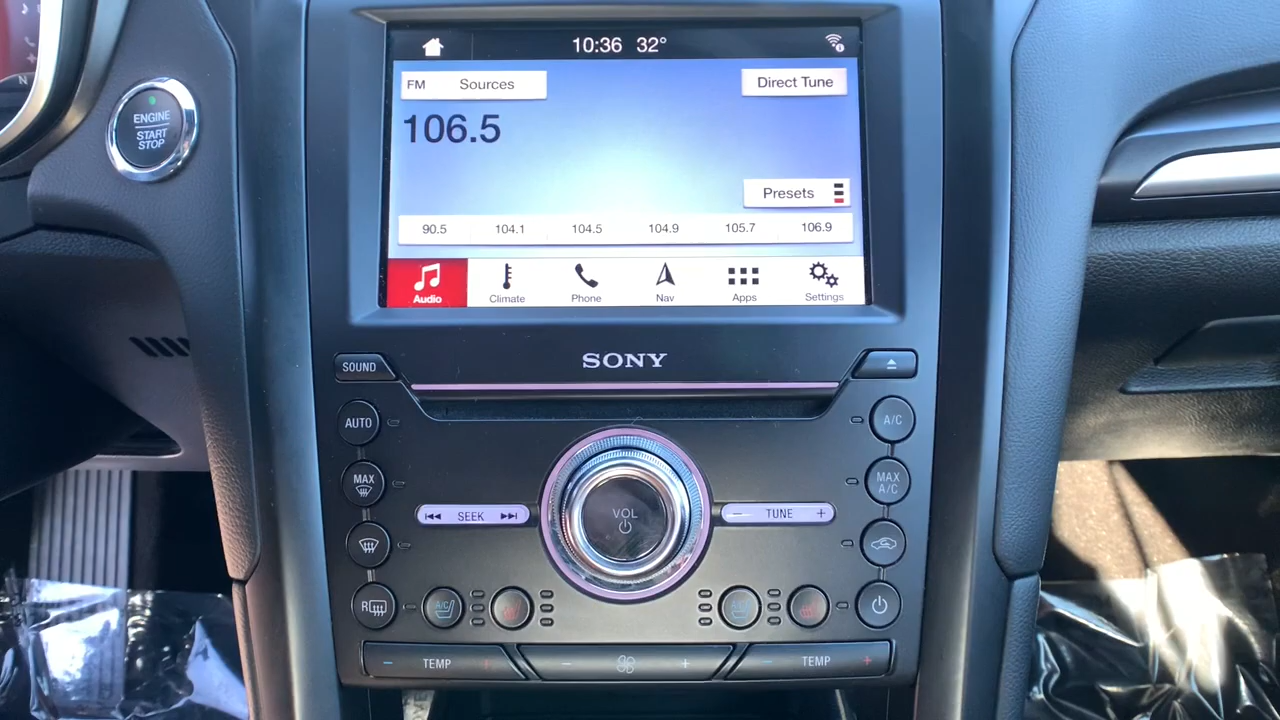 10:36 32°
FM Sources
Direct Tune
106.5
Presets
90.5 104.1 104.5 104.9 105.7 106.9
Audio Climate Phone Nav Apps Settings
ENGINE
START
STOP
SONY
SOUND
AUTO
A/C
MAX
MAX
A/C
VOL
SEEK
− TUNE +
R
A/C
− TEMP +
− +
− TEMP +
N